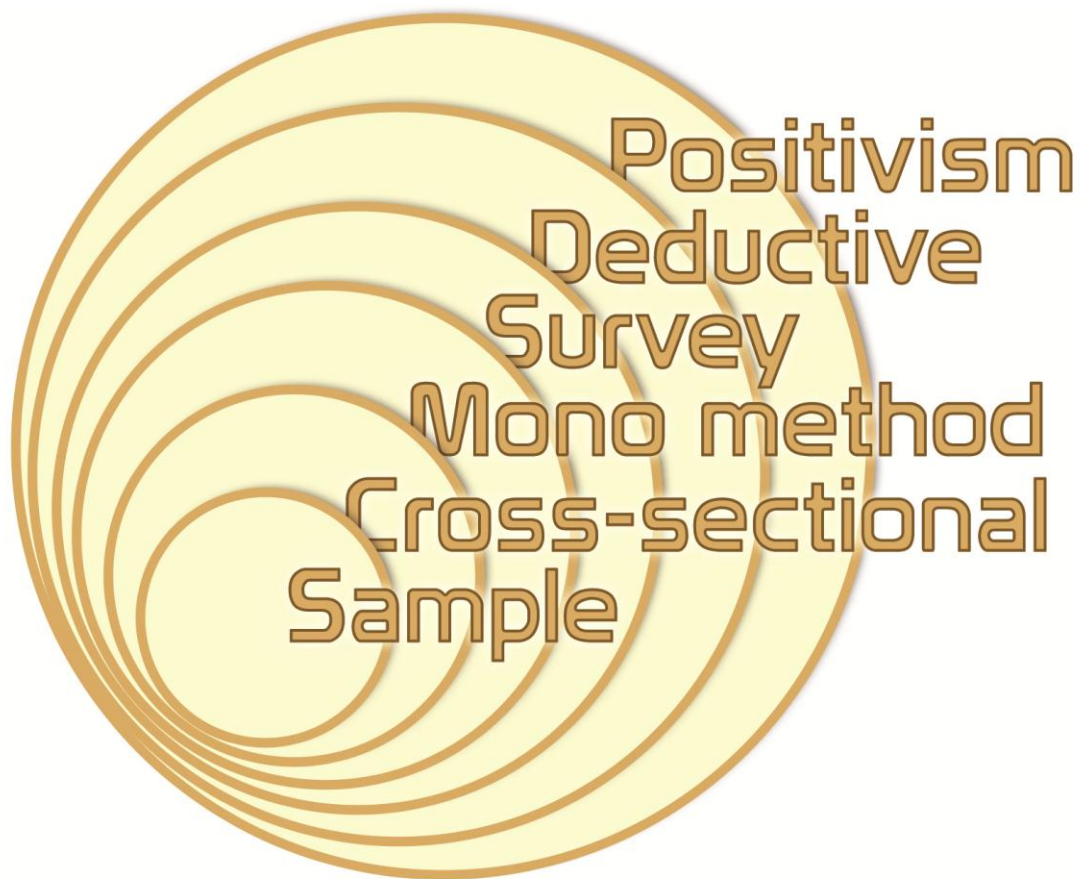 Positivism
Deductive
Survey
Mono method
Cross-sectional
Sample